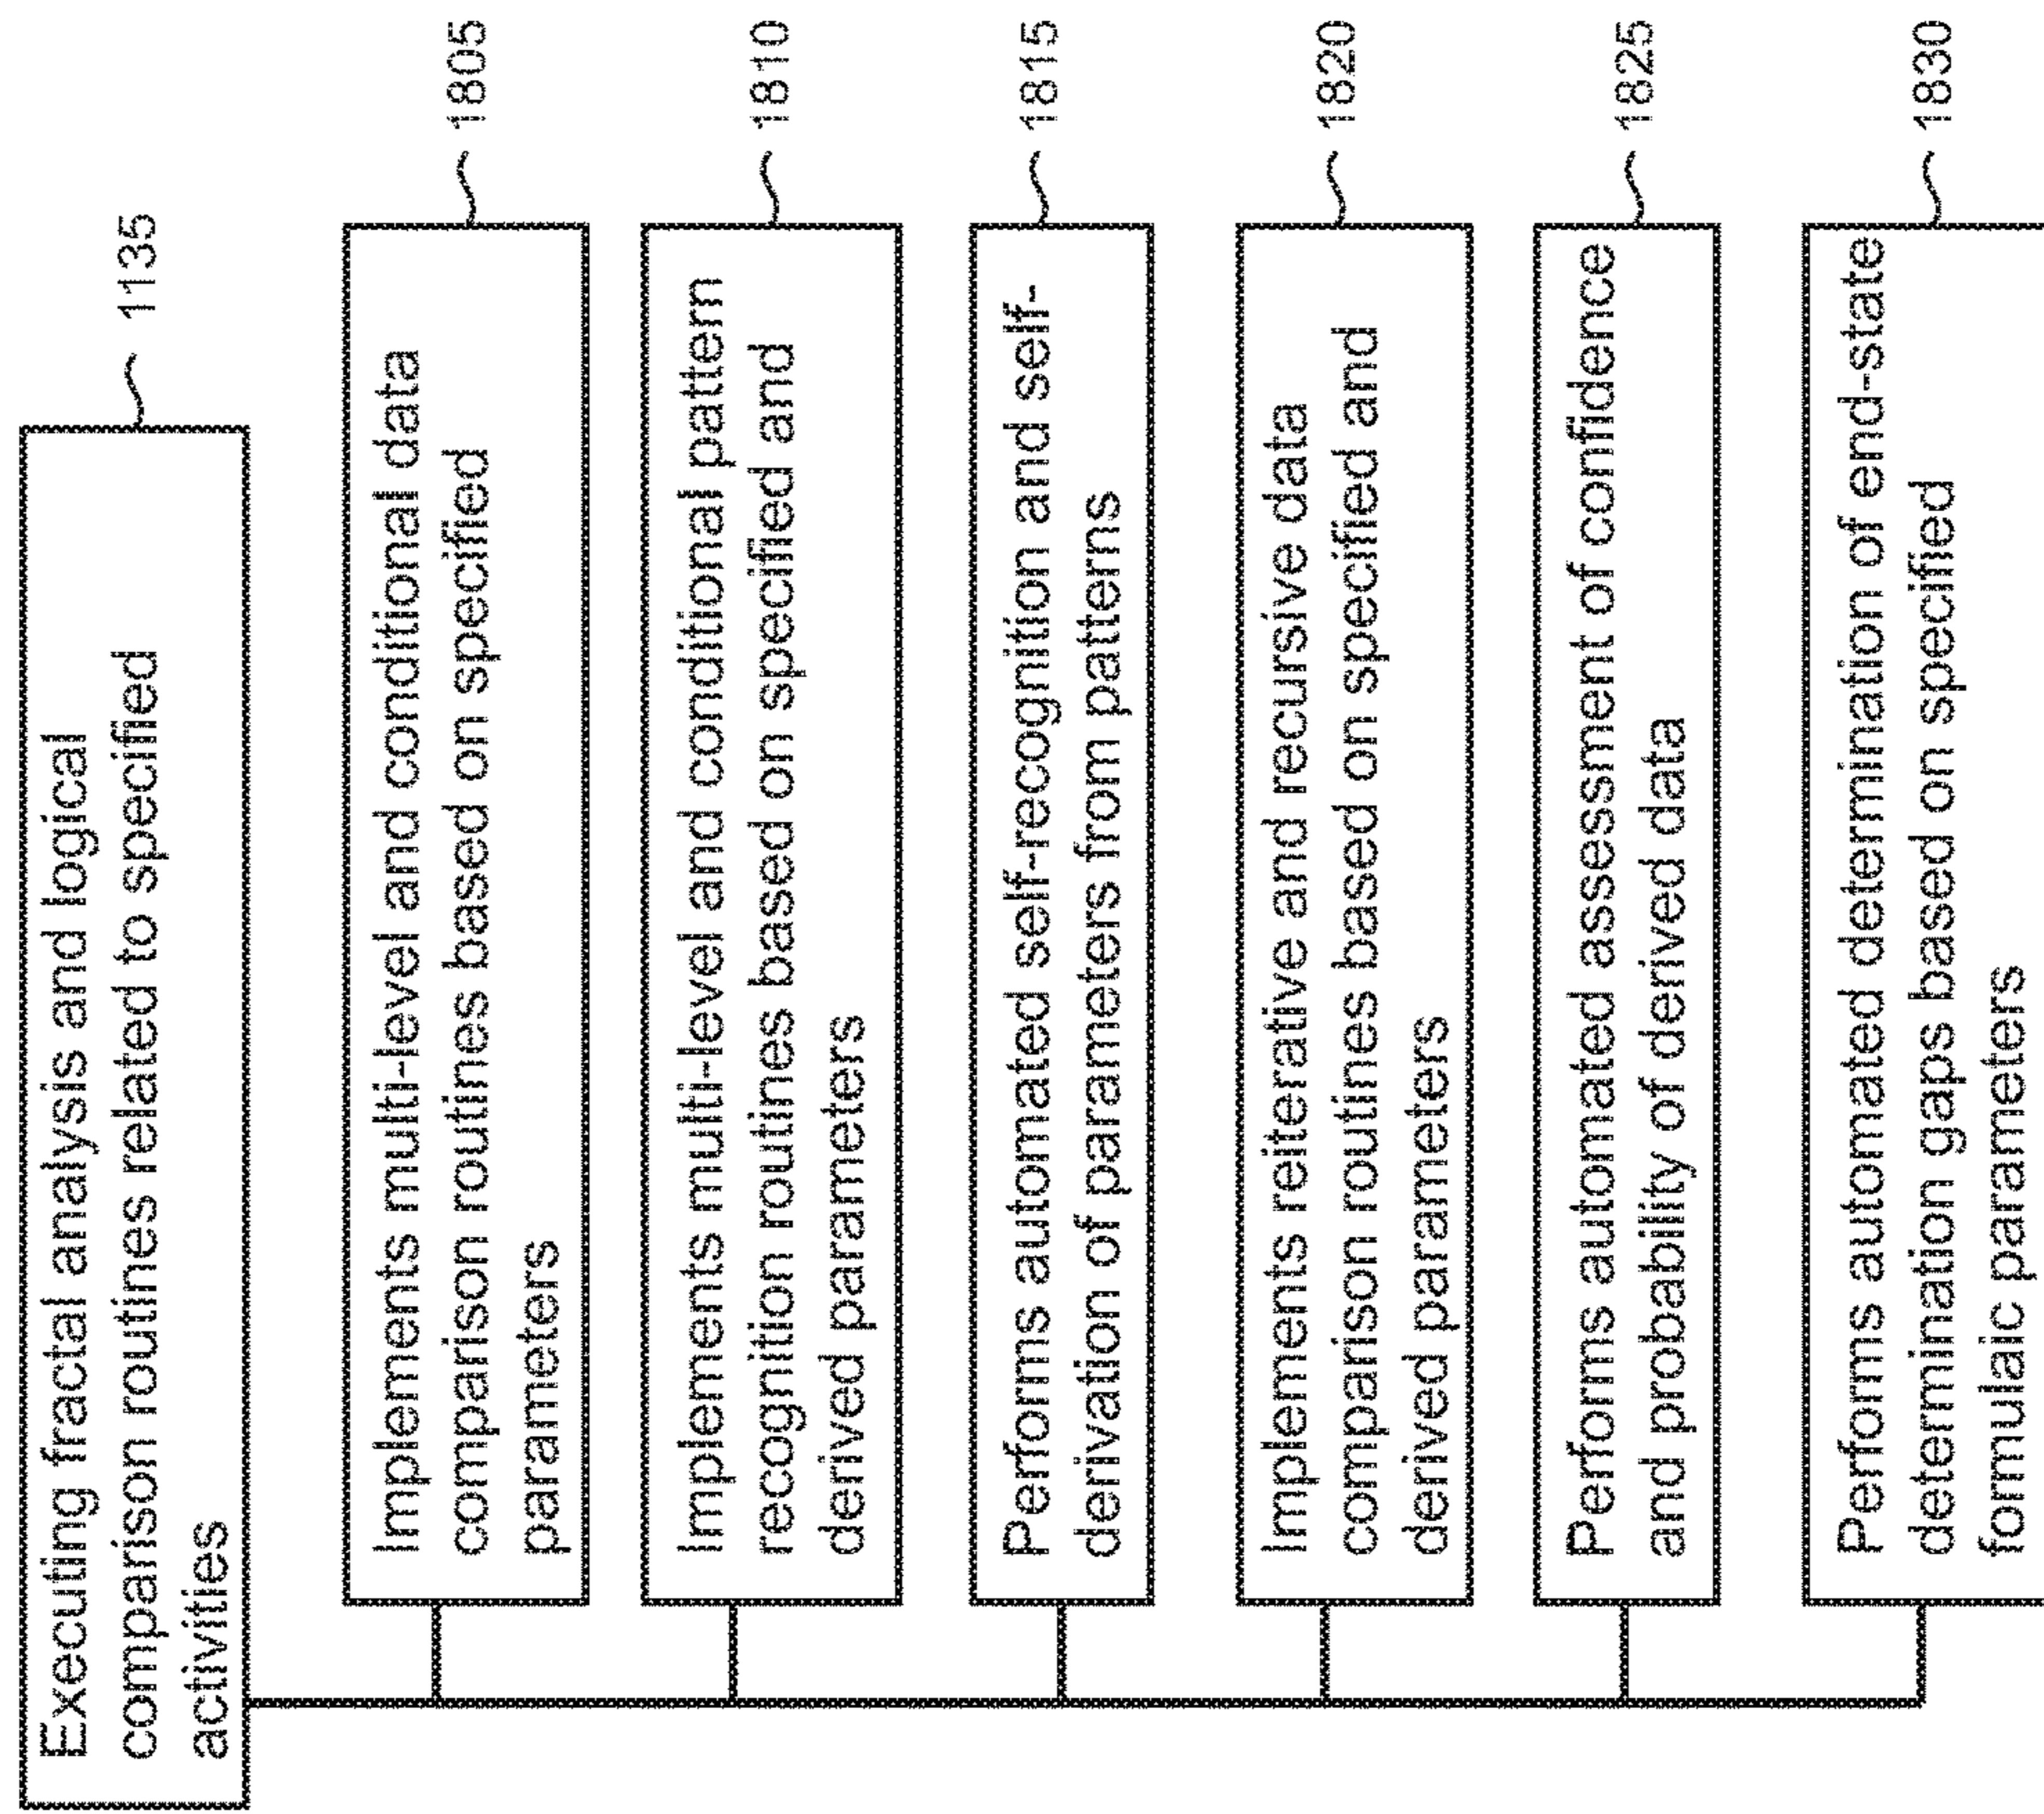 Executing fractal analysis and logical
comparison routines related to specified
activities
1135
Implements multi-level and conditional data
comparison routines based on specified
parameters
1805
Implements multi-level and conditional pattern
recognition routines based on specified and
derived parameters
1810
Performs automated self-recognition and self-
derivation of parameters from patterns
1815
Implements reiterative and recursive data
comparison routines based on specified and
derived parameters
1820
Performs automated assessment of confidence
and probability of derived data
1825
Performs automated determination of end-state
determination gaps based on specified
formulaic parameters
1830